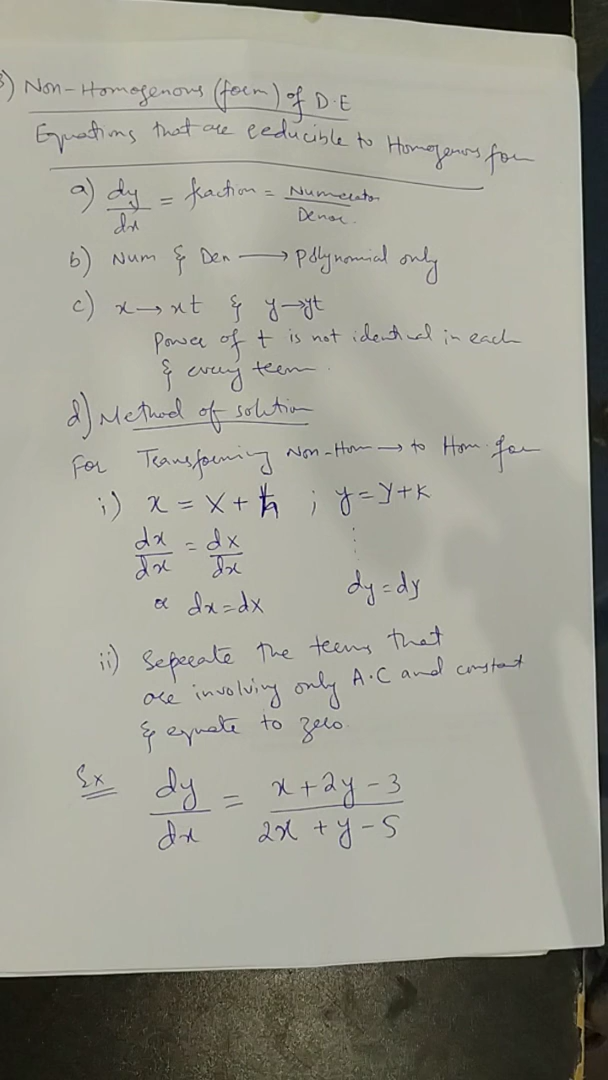 3) Non-Homogenous (form) of D.E
Equations that are reducible to Homogenous for
a) dy/dx = fraction = Numerator/Denor.
b) Num & Den → polynomial only
c) x → xt & y → yt
Power of t is not identical in each
& every term.
d) Method of solution
For Transforming Non-Hom → to Hom. for
i) x = X + h ; y = Y + K
dx/dx = dX/dx ⋮
or dx = dX dy = dY
ii) Seperate the terms that
are involving only A.C and constant
& equate to zero.
Ex dy/dx = x + 2y - 3 / 2x + y - 5